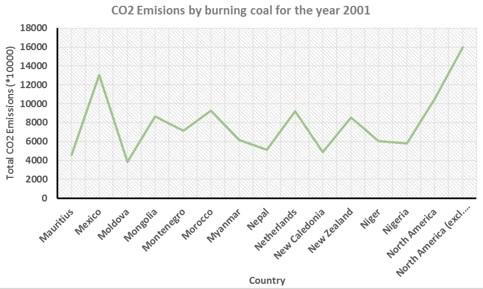 CO2 Emisions by burning coal for the year 2001
Total CO2 Emissions (*10000)
18000
16000
14000
12000
10000
8000
6000
4000
2000
0
Mauritius
Mexico
Moldova
Mongolia
Montenegro
Morocco
Myanmar
Nepal
Netherlands
New Caledonia
New Zealand
Niger
Nigeria
North America
North America (excl....
Country